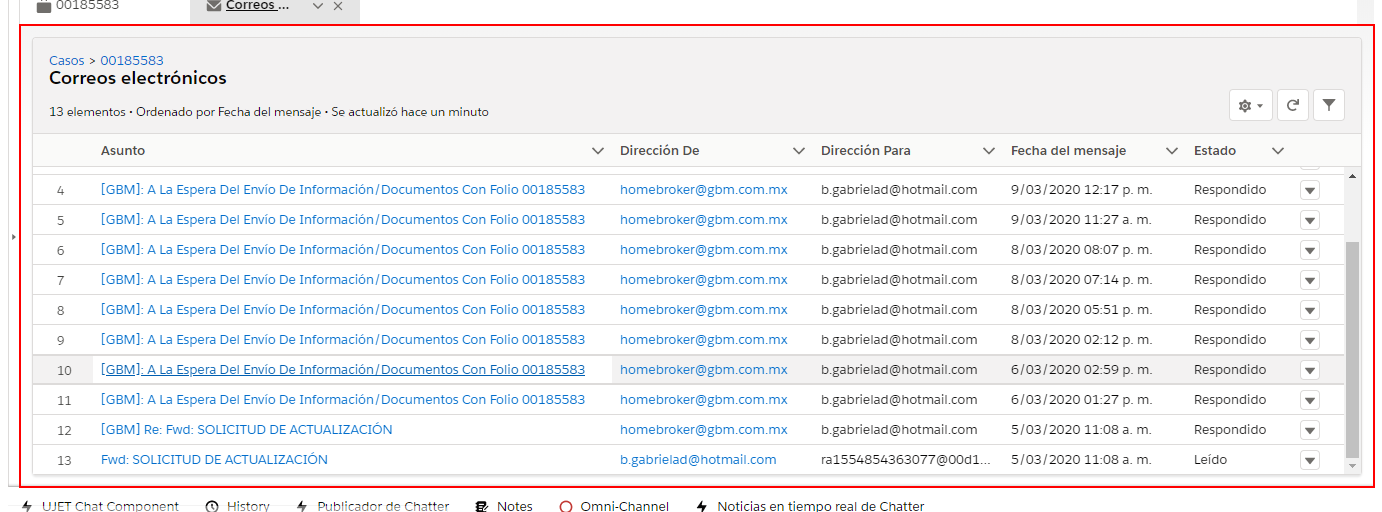 00185583 Correos ...
Casos > 00185583
Correos electrónicos
13 elementos • Ordenado por Fecha del mensaje • Se actualizó hace un minuto
Asunto Dirección De Dirección Para Fecha del mensaje Estado
4 [GBM]: A La Espera Del Envío De Información/Documentos Con Folio 00185583 homebroker@gbm.com.mx b.gabrielad@hotmail.com 9/03/2020 12:17 p. m. Respondido
5 [GBM]: A La Espera Del Envío De Información/Documentos Con Folio 00185583 homebroker@gbm.com.mx b.gabrielad@hotmail.com 9/03/2020 11:27 a. m. Respondido
6 [GBM]: A La Espera Del Envío De Información/Documentos Con Folio 00185583 homebroker@gbm.com.mx b.gabrielad@hotmail.com 8/03/2020 08:07 p. m. Respondido
7 [GBM]: A La Espera Del Envío De Información/Documentos Con Folio 00185583 homebroker@gbm.com.mx b.gabrielad@hotmail.com 8/03/2020 07:14 p. m. Respondido
8 [GBM]: A La Espera Del Envío De Información/Documentos Con Folio 00185583 homebroker@gbm.com.mx b.gabrielad@hotmail.com 8/03/2020 05:51 p. m. Respondido
9 [GBM]: A La Espera Del Envío De Información/Documentos Con Folio 00185583 homebroker@gbm.com.mx b.gabrielad@hotmail.com 8/03/2020 02:12 p. m. Respondido
10 [GBM]: A La Espera Del Envío De Información/Documentos Con Folio 00185583 homebroker@gbm.com.mx b.gabrielad@hotmail.com 6/03/2020 02:59 p. m. Respondido
11 [GBM]: A La Espera Del Envío De Información/Documentos Con Folio 00185583 homebroker@gbm.com.mx b.gabrielad@hotmail.com 6/03/2020 01:27 p. m. Respondido
12 [GBM] Re: Fwd: SOLICITUD DE ACTUALIZACIÓN homebroker@gbm.com.mx b.gabrielad@hotmail.com 5/03/2020 11:08 a. m. Respondido
13 Fwd: SOLICITUD DE ACTUALIZACIÓN b.gabrielad@hotmail.com ra1554854363077@00d1... 5/03/2020 11:08 a. m. Leído
UJET Chat Component History Publicador de Chatter Notes Omni-Channel Noticias en tiempo real de Chatter